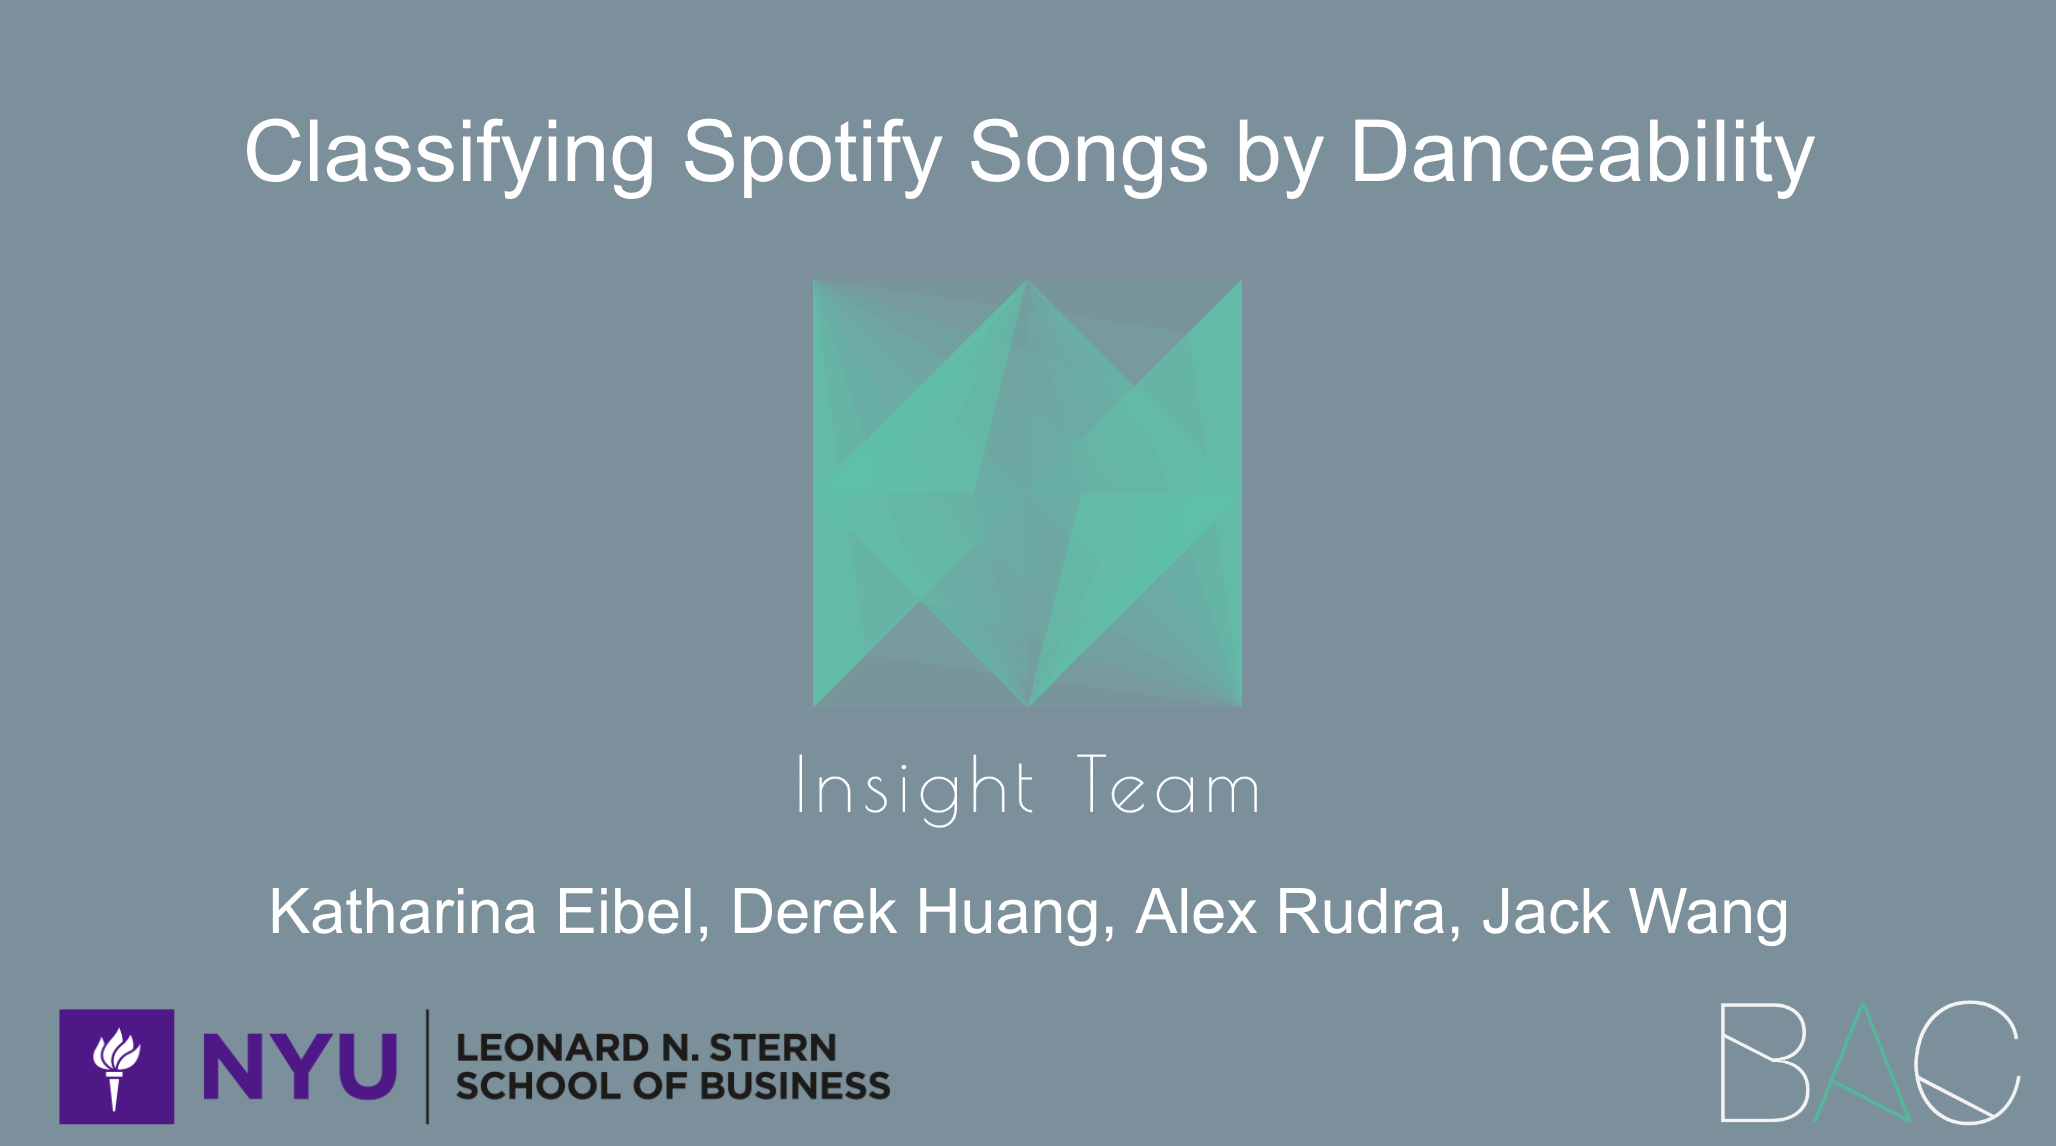 Classifying Spotify Songs by Danceability
Insight Team
Katharina Eibel, Derek Huang, Alex Rudra, Jack Wang
NYU
LEONARD N. STERN
SCHOOL OF BUSINESS
BAC